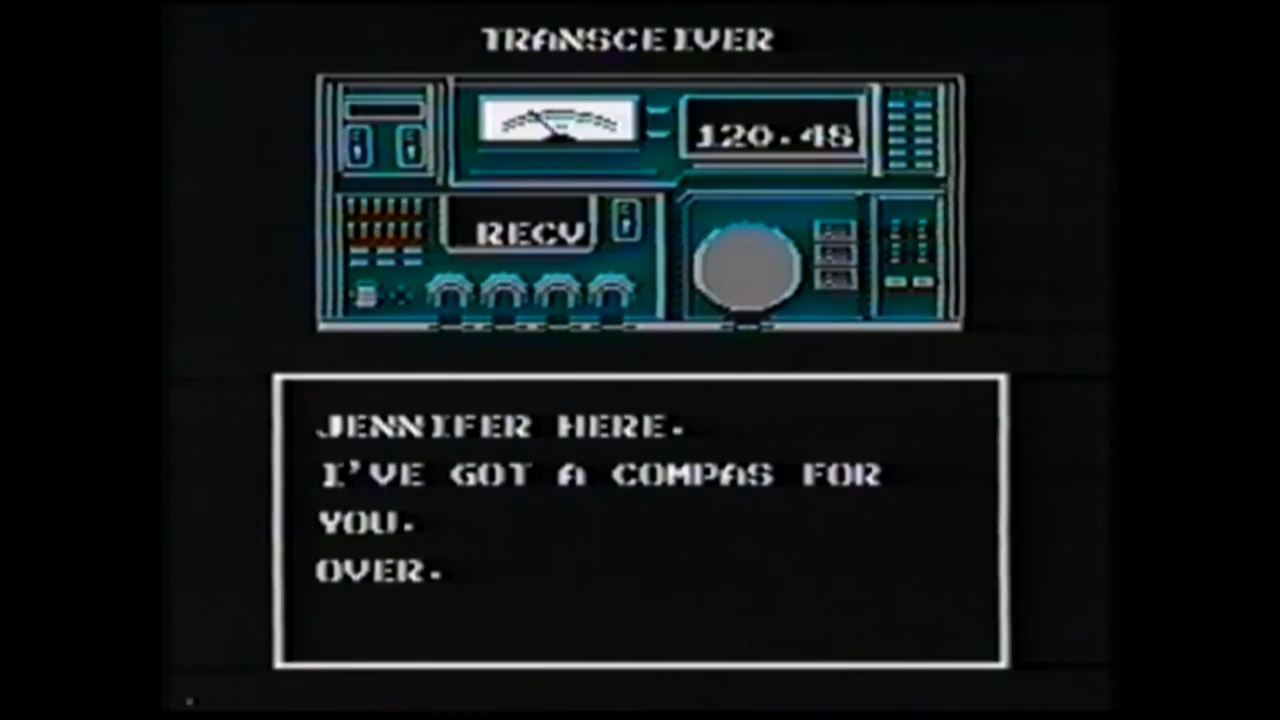 TRANSCEIVER
120.48
RECV
JENNIFER HERE.
I'VE GOT A COMPAS FOR
YOU.
OVER.